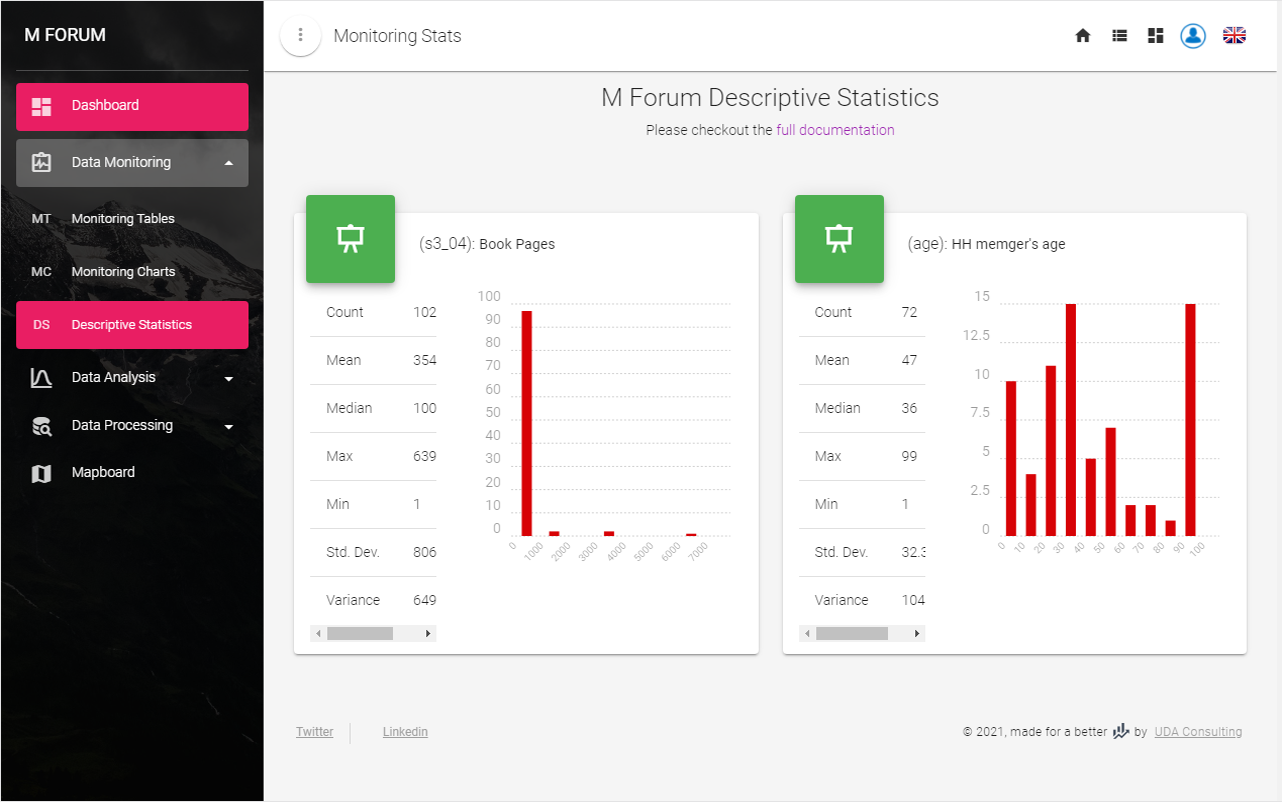 M FORUM
Dashboard
Data Monitoring
MT Monitoring Tables
MC Monitoring Charts
DS Descriptive Statistics
Data Analysis
Data Processing
Mapboard
Monitoring Stats
M Forum Descriptive Statistics
Please checkout the full documentation
(s3_04): Book Pages
Count 102
Mean 354
Median 100
Max 639
Min 1
Std. Dev. 806
Variance 649
100
90
80
70
60
50
40
30
20
10
0
0 1000 2000 3000 4000 5000 6000 7000
(age): HH memger's age
Count 72
Mean 47
Median 36
Max 99
Min 1
Std. Dev. 32.3
Variance 104
15
12.5
10
7.5
5
2.5
0
0 10 20 30 40 50 60 70 80 90 100
Twitter
Linkedin
© 2021, made for a better by UDA Consulting